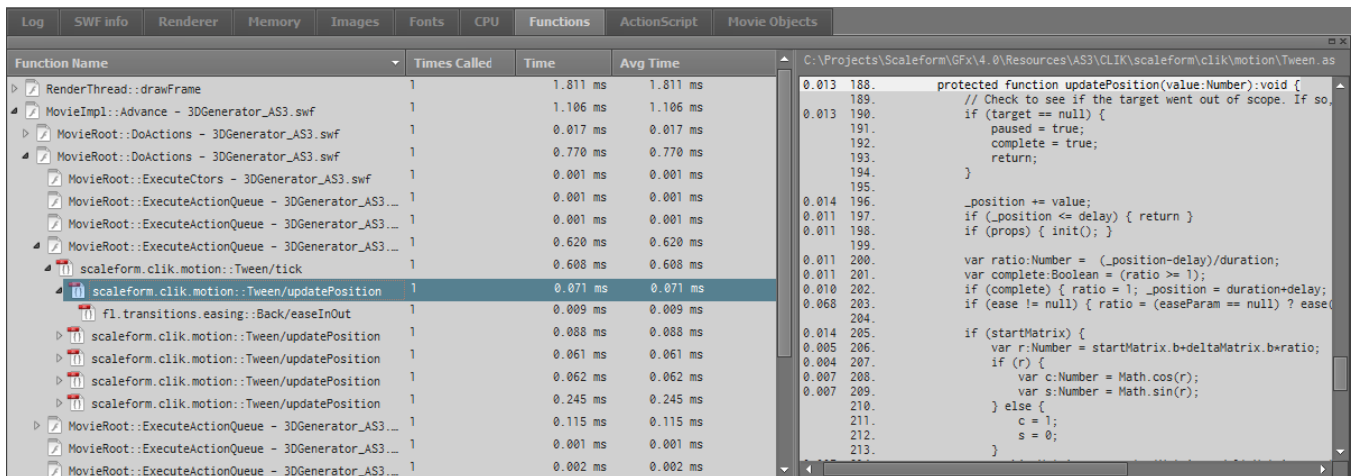 Log SWF info Renderer Memory Images Fonts CPU Functions ActionScript Movie Objects
Function Name Times Called Time Avg Time
RenderThread::drawFrame 1 1.811 ms 1.811 ms
MovieImpl::Advance - 3DGenerator_AS3.swf 1 1.106 ms 1.106 ms
MovieRoot::DoActions - 3DGenerator_AS3.swf 1 0.017 ms 0.017 ms
MovieRoot::DoActions - 3DGenerator_AS3.swf 1 0.770 ms 0.770 ms
MovieRoot::ExecuteCtors - 3DGenerator_AS3.swf 1 0.001 ms 0.001 ms
MovieRoot::ExecuteActionQueue - 3DGenerator_AS3.… 1 0.001 ms 0.001 ms
MovieRoot::ExecuteActionQueue - 3DGenerator_AS3.… 1 0.001 ms 0.001 ms
MovieRoot::ExecuteActionQueue - 3DGenerator_AS3.… 1 0.620 ms 0.620 ms
scaleform.clik.motion::Tween/tick 1 0.608 ms 0.608 ms
scaleform.clik.motion::Tween/updatePosition 1 0.071 ms 0.071 ms
fl.transitions.easing::Back/easeInOut 1 0.009 ms 0.009 ms
scaleform.clik.motion::Tween/updatePosition 1 0.088 ms 0.088 ms
scaleform.clik.motion::Tween/updatePosition 1 0.061 ms 0.061 ms
scaleform.clik.motion::Tween/updatePosition 1 0.062 ms 0.062 ms
scaleform.clik.motion::Tween/updatePosition 1 0.245 ms 0.245 ms
MovieRoot::ExecuteActionQueue - 3DGenerator_AS3.… 1 0.115 ms 0.115 ms
MovieRoot::ExecuteActionQueue - 3DGenerator_AS3.… 1 0.001 ms 0.001 ms
MovieRoot::ExecuteActionQueue - 3DGenerator_AS3.… 1 0.002 ms 0.002 ms
C:\Projects\Scaleform\GFx\4.0\Resources\AS3\CLIK\scaleform\clik\motion\Tween.as
0.013 188. protected function updatePosition(value:Number):void {
189. // Check to see if the target went out of scope. If so,
0.013 190. if (target == null) {
191. paused = true;
192. complete = true;
193. return;
194. }
195.
0.014 196. _position += value;
0.011 197. if (_position <= delay) { return }
0.011 198. if (props) { init(); }
199.
0.011 200. var ratio:Number = (_position-delay)/duration;
0.011 201. var complete:Boolean = (ratio >= 1);
0.010 202. if (complete) { ratio = 1; _position = duration+delay;
0.068 203. if (ease != null) { ratio = (easeParam == null) ? ease(
204.
0.014 205. if (startMatrix) {
0.005 206. var r:Number = startMatrix.b+deltaMatrix.b*ratio;
0.004 207. if (r) {
0.007 208. var c:Number = Math.cos(r);
0.007 209. var s:Number = Math.sin(r);
210. } else {
211. c = 1;
212. s = 0;
213. }